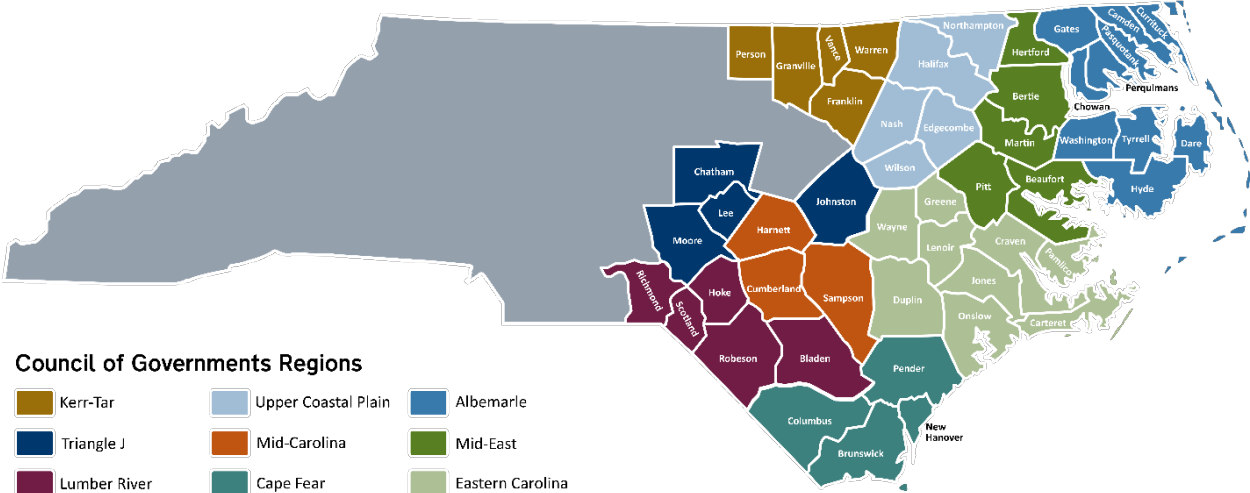 Northampton
Camden
Currituck
Gates
Pasquotank
Person
Granville
Vance
Warren
Hertford
Halifax
Perquimans
Franklin
Bertie
Chowan
Nash
Edgecombe
Martin
Washington
Tyrrell
Dare
Wilson
Chatham
Pitt
Beaufort
Hyde
Johnston
Greene
Lee
Harnett
Wayne
Moore
Lenoir
Craven
Pamlico
Richmond
Hoke
Cumberland
Sampson
Duplin
Jones
Scotland
Onslow
Carteret
Robeson
Bladen
Pender
Columbus
New
Hanover
Brunswick
Council of Governments Regions
Kerr-Tar
Upper Coastal Plain
Albemarle
Triangle J
Mid-Carolina
Mid-East
Lumber River
Cape Fear
Eastern Carolina